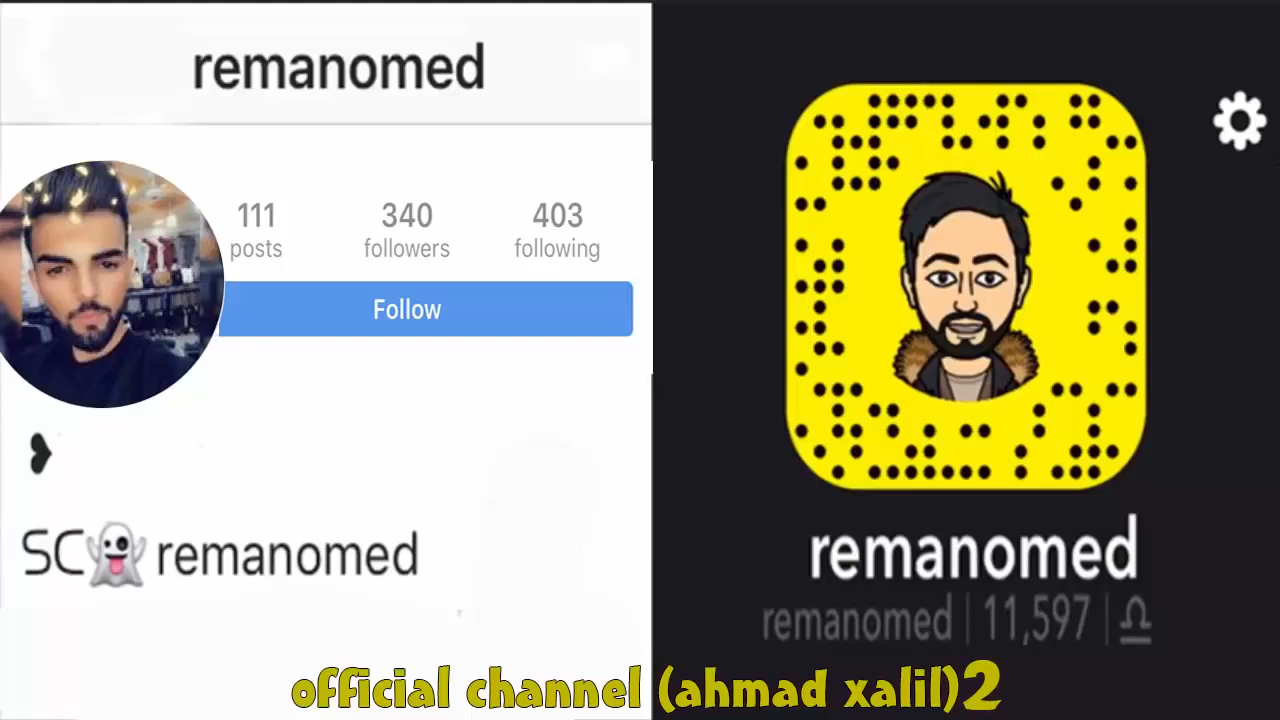 remanomed
111 340 403
posts followers following
Follow
SC👻remanomed
remanomed
remanomed | 11,597 | ♎
official channel (ahmad xalil)2